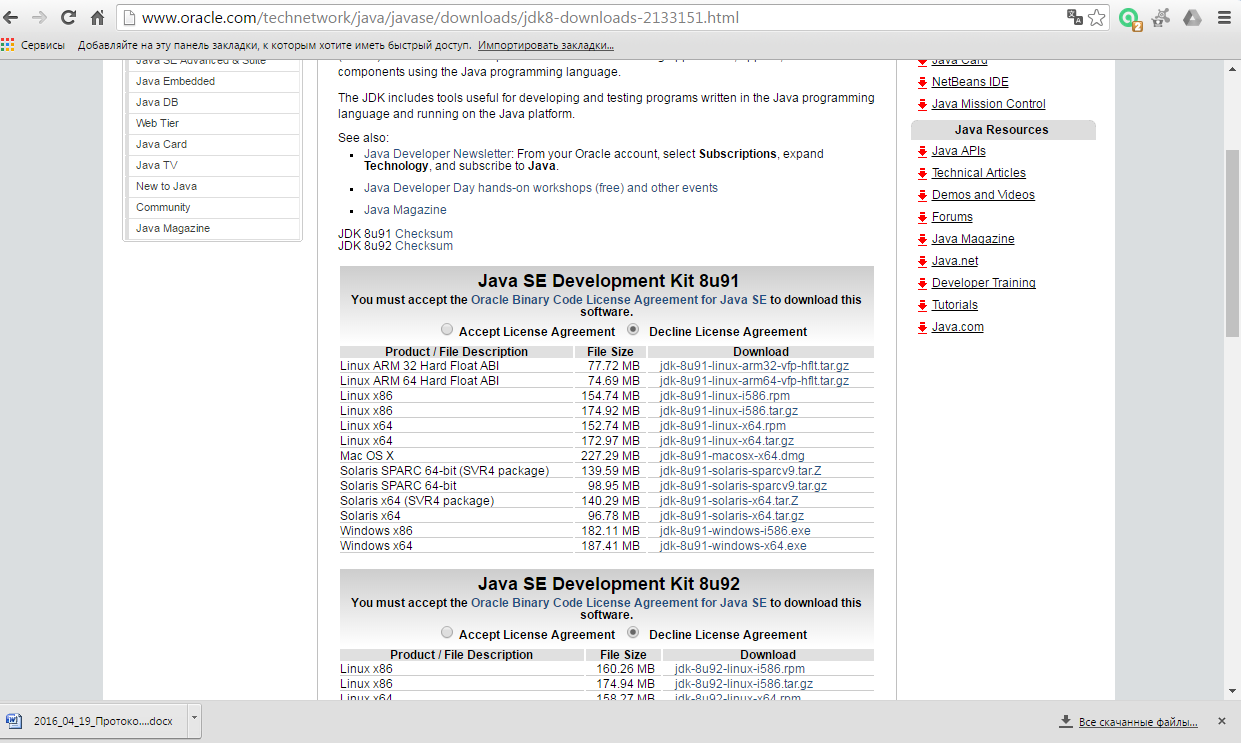 www.oracle.com/technetwork/java/javase/downloads/jdk8-downloads-2133151.html
Сервисы Добавляйте на эту панель закладки, к которым хотите иметь быстрый доступ. Импортировать закладки...
Java SE Advanced & Suite
Java Embedded
Java DB
Web Tier
Java Card
Java TV
New to Java
Community
Java Magazine
components using the Java programming language.
The JDK includes tools useful for developing and testing programs written in the Java programming
language and running on the Java platform.
See also:
Java Developer Newsletter: From your Oracle account, select Subscriptions, expand
Technology, and subscribe to Java.
Java Developer Day hands-on workshops (free) and other events
Java Magazine
JDK 8u91 Checksum
JDK 8u92 Checksum
Java SE Development Kit 8u91
You must accept the Oracle Binary Code License Agreement for Java SE to download this
software.
Accept License Agreement Decline License Agreement
Product / File Description File Size Download
Linux ARM 32 Hard Float ABI 77.72 MB jdk-8u91-linux-arm32-vfp-hflt.tar.gz
Linux ARM 64 Hard Float ABI 74.69 MB jdk-8u91-linux-arm64-vfp-hflt.tar.gz
Linux x86 154.74 MB jdk-8u91-linux-i586.rpm
Linux x86 174.92 MB jdk-8u91-linux-i586.tar.gz
Linux x64 152.74 MB jdk-8u91-linux-x64.rpm
Linux x64 172.97 MB jdk-8u91-linux-x64.tar.gz
Mac OS X 227.29 MB jdk-8u91-macosx-x64.dmg
Solaris SPARC 64-bit (SVR4 package) 139.59 MB jdk-8u91-solaris-sparcv9.tar.Z
Solaris SPARC 64-bit 98.95 MB jdk-8u91-solaris-sparcv9.tar.gz
Solaris x64 (SVR4 package) 140.29 MB jdk-8u91-solaris-x64.tar.Z
Solaris x64 96.78 MB jdk-8u91-solaris-x64.tar.gz
Windows x86 182.11 MB jdk-8u91-windows-i586.exe
Windows x64 187.41 MB jdk-8u91-windows-x64.exe
Java SE Development Kit 8u92
You must accept the Oracle Binary Code License Agreement for Java SE to download this
software.
Accept License Agreement Decline License Agreement
Product / File Description File Size Download
Linux x86 160.26 MB jdk-8u92-linux-i586.rpm
Linux x86 174.94 MB jdk-8u92-linux-i586.tar.gz
Linux x64 158.27 MB jdk-8u92-linux-x64.rpm
Java Card
NetBeans IDE
Java Mission Control
Java Resources
Java APIs
Technical Articles
Demos and Videos
Forums
Java Magazine
Java.net
Developer Training
Tutorials
Java.com
2016_04_19_Протоко....docx
Все скачанные файлы...